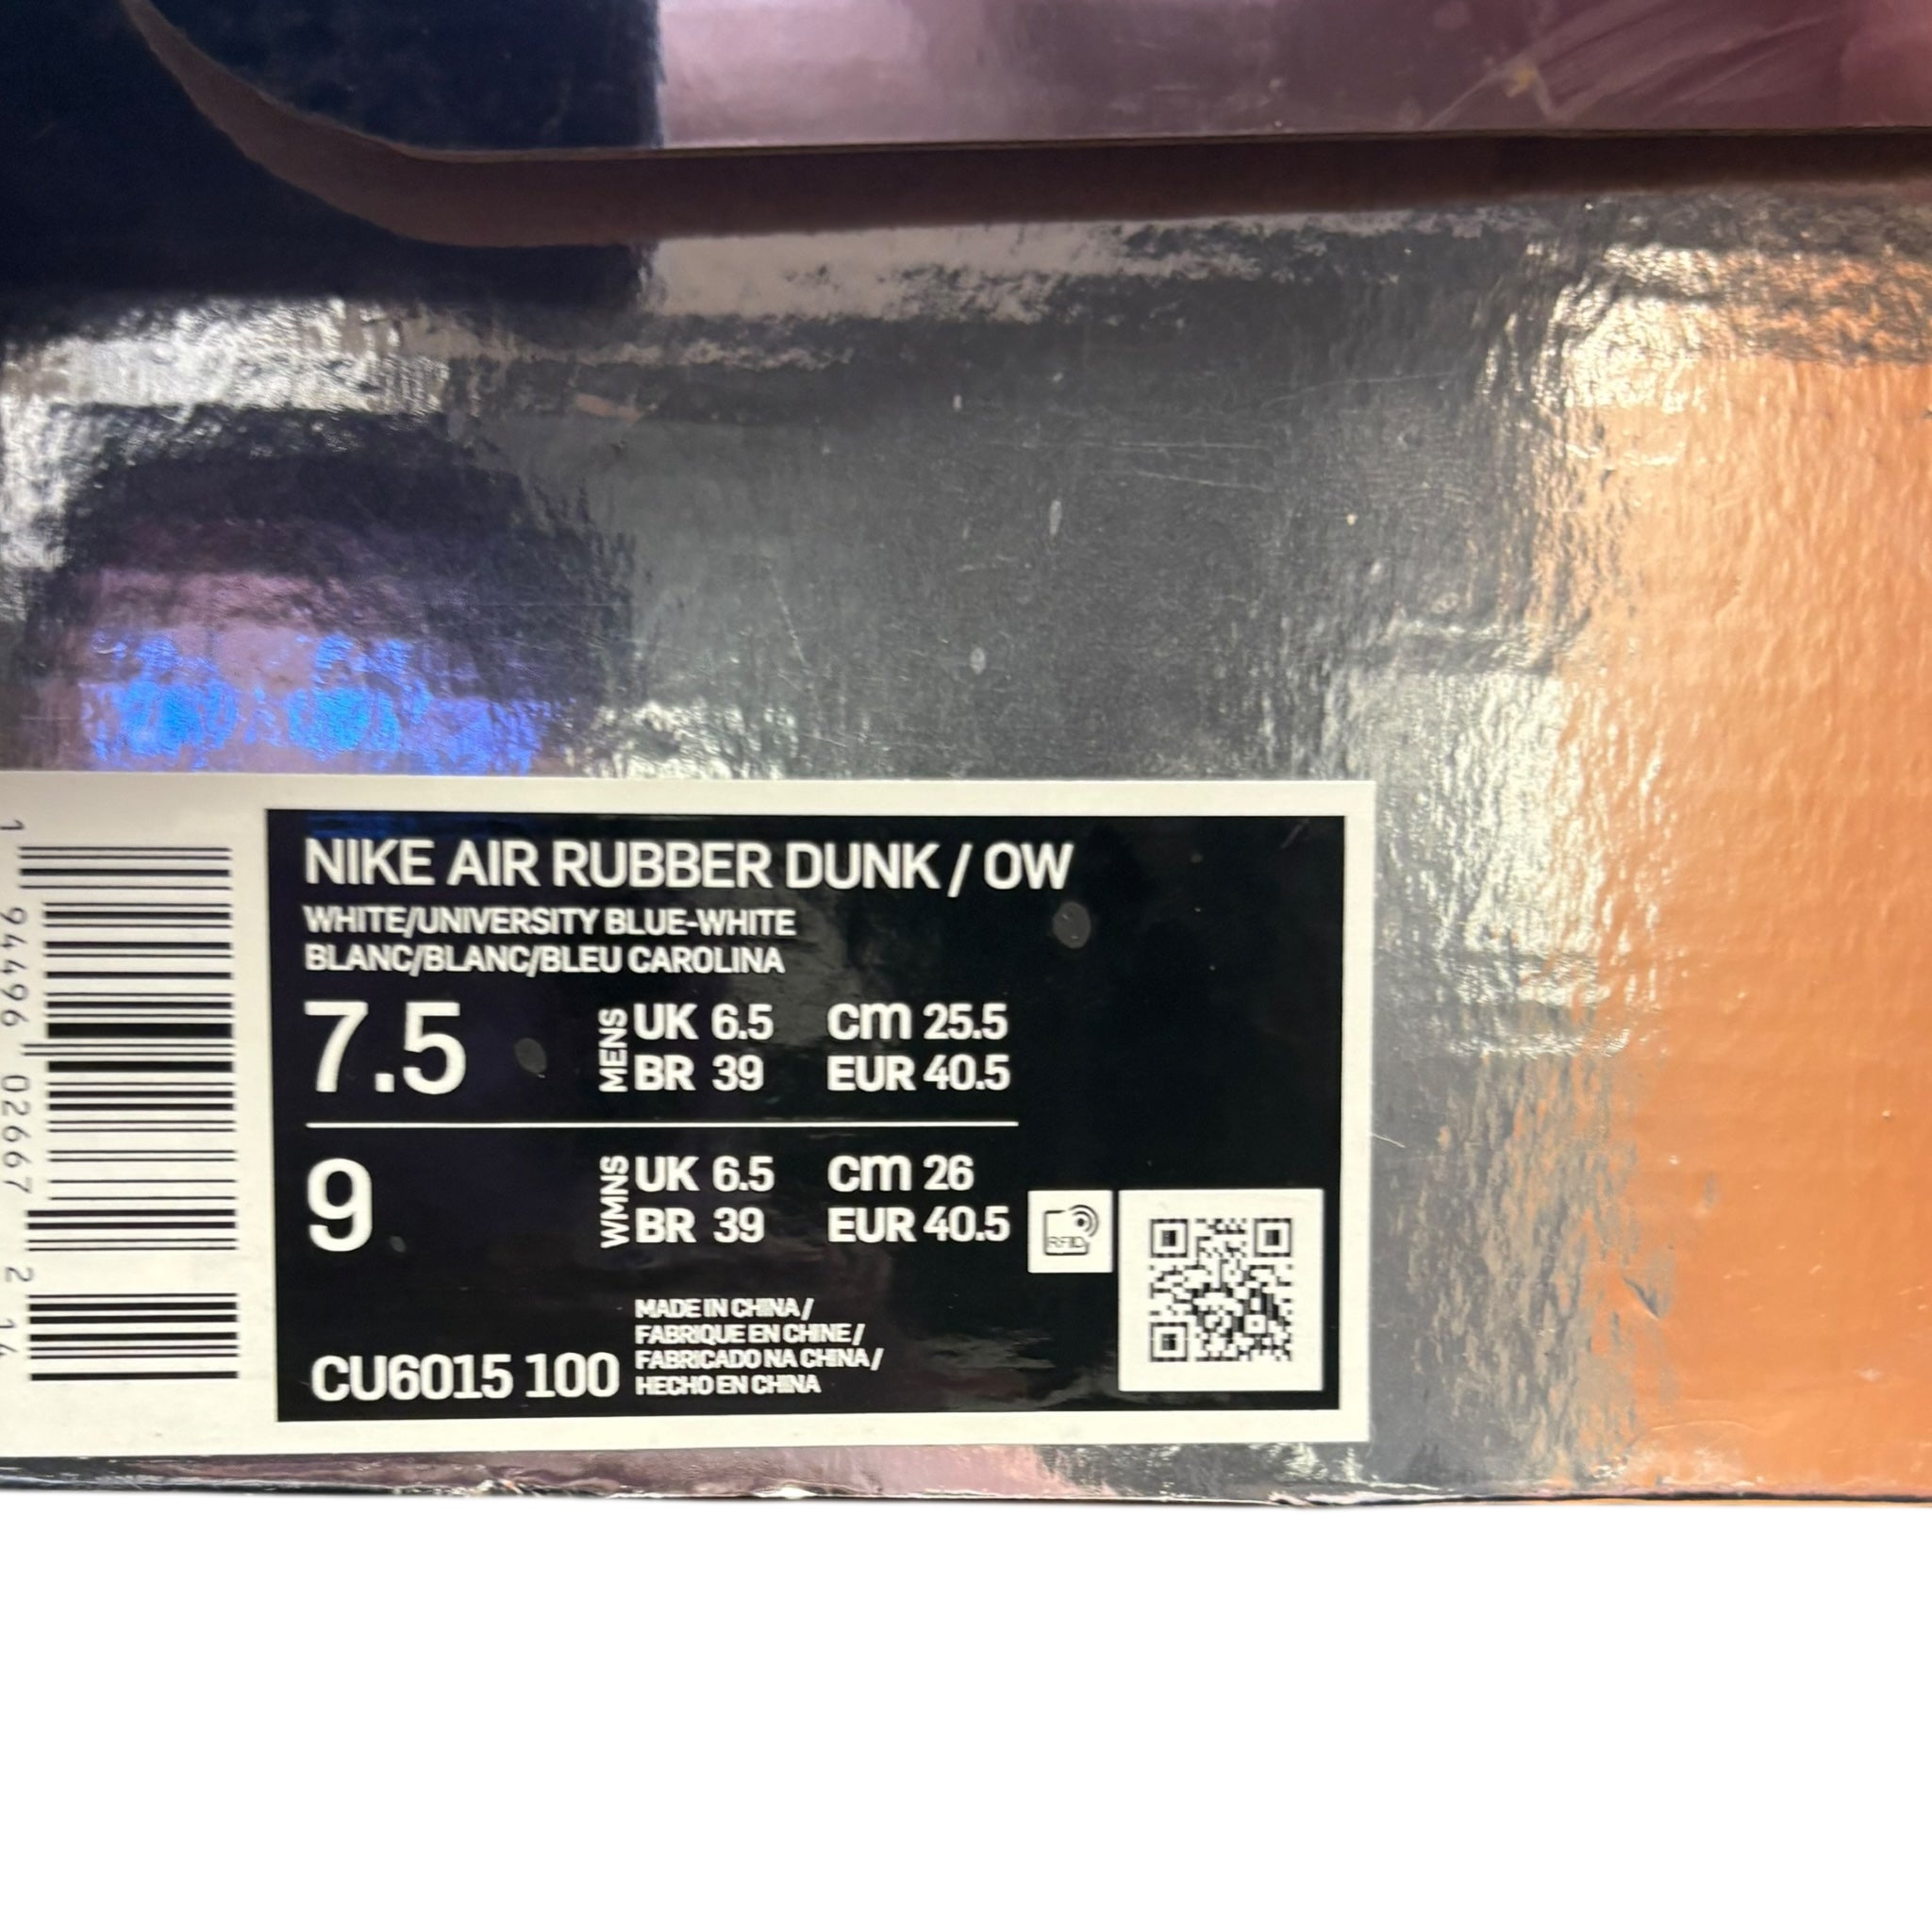 1 94496 02667 2 14
NIKE AIR RUBBER DUNK / OW
WHITE/UNIVERSITY BLUE-WHITE
BLANC/BLANC/BLEU CAROLINA
7.5 MENS UK 6.5 cm 25.5
BR 39 EUR 40.5
9 WMNS UK 6.5 cm 26
BR 39 EUR 40.5
RFID
MADE IN CHINA /
FABRIQUE EN CHINE /
FABRICADO NA CHINA /
HECHO EN CHINA
CU6015 100